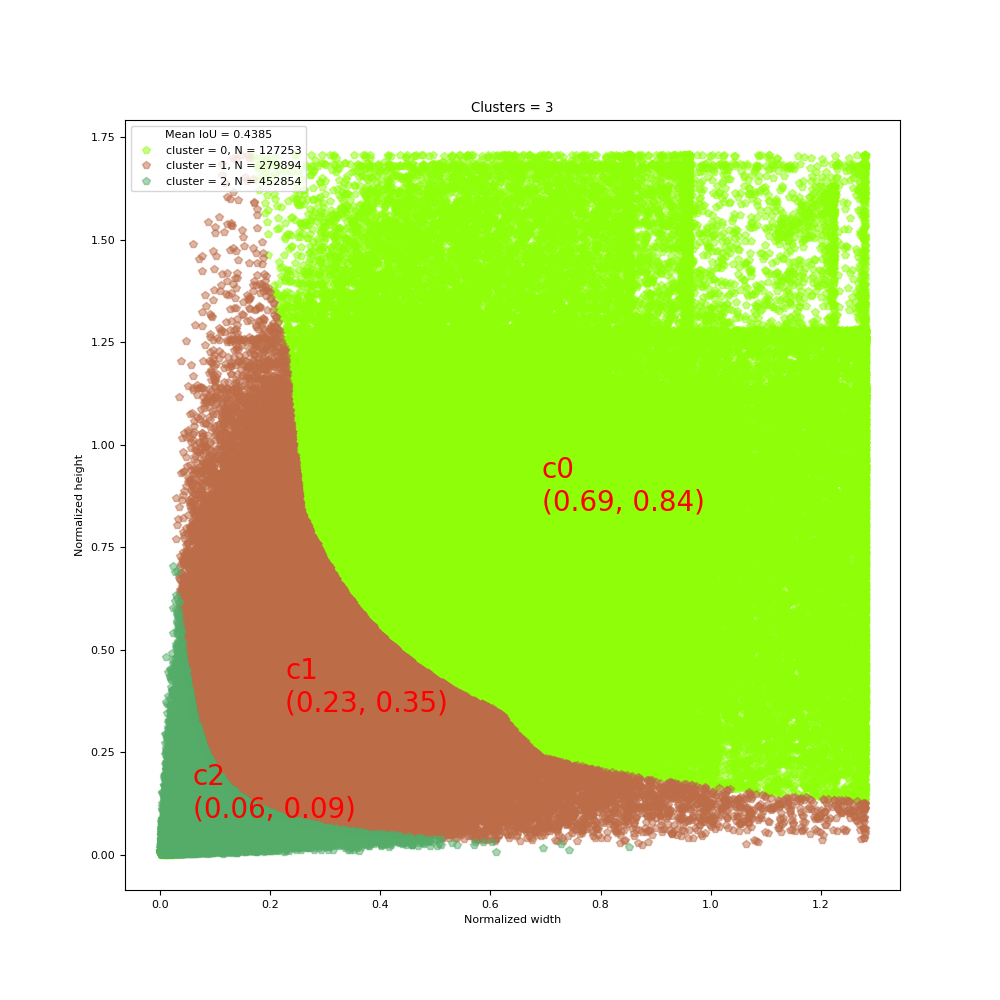 Clusters = 3
Mean IoU = 0.4385
cluster = 0, N = 127253
cluster = 1, N = 279894
cluster = 2, N = 452854
1.75
1.50
1.25
1.00
0.75
0.50
0.25
0.00
Normalized height
c0
(0.69, 0.84)
c1
(0.23, 0.35)
c2
(0.06, 0.09)
0.0 0.2 0.4 0.6 0.8 1.0 1.2
Normalized width